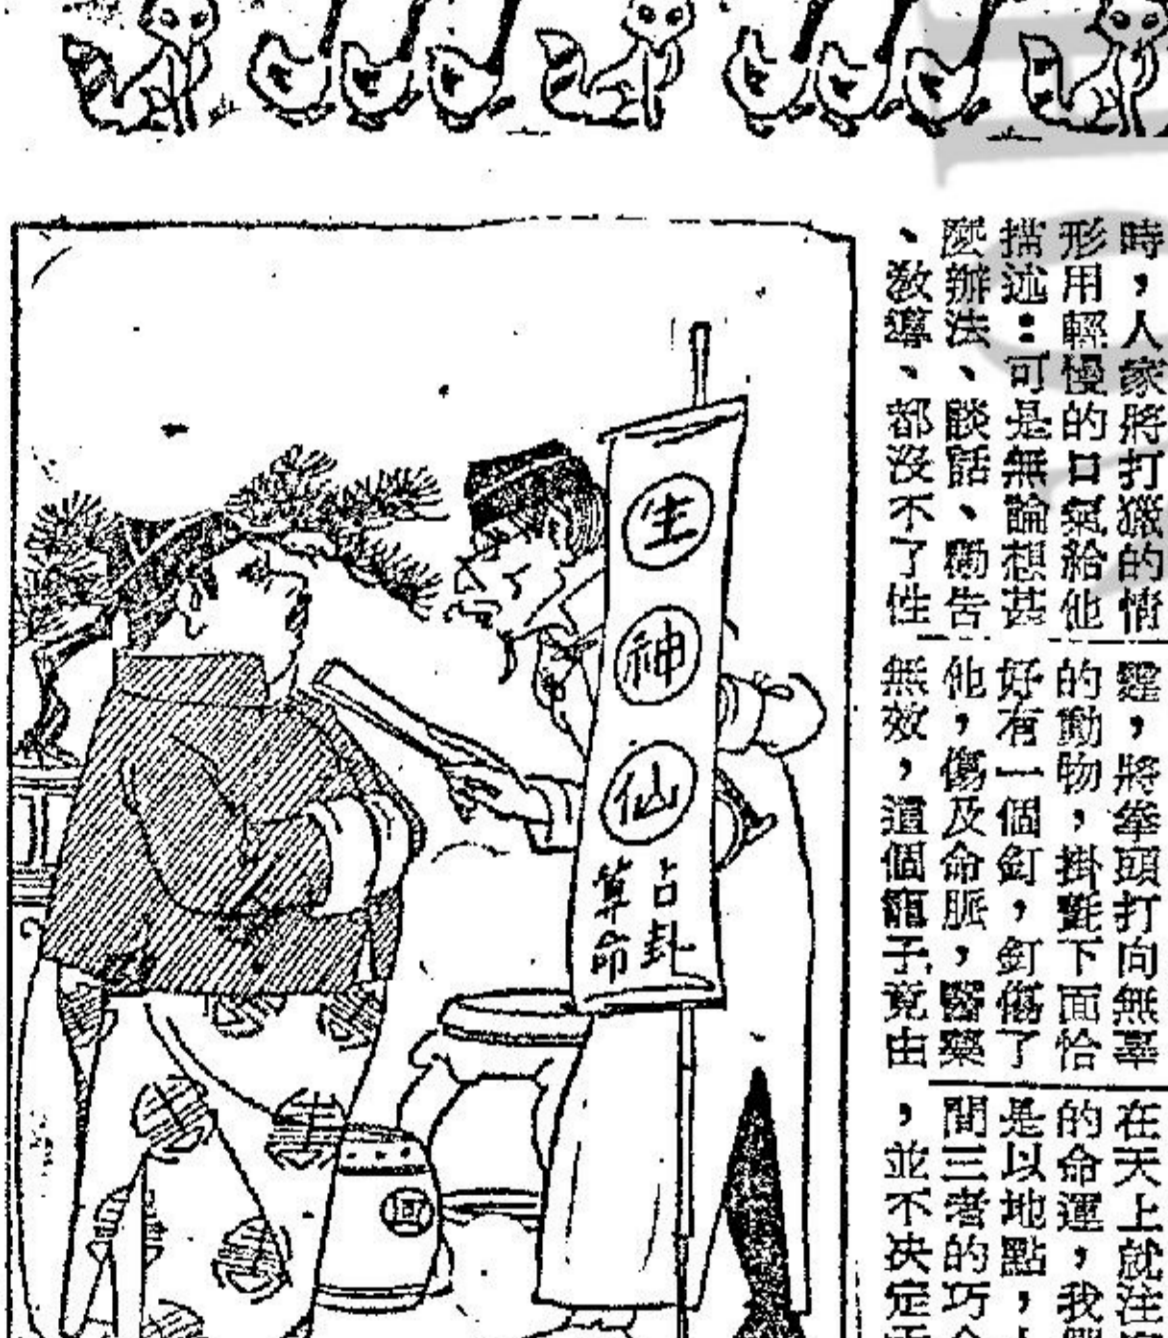 時，人家將打獵的情
形用輕慢的口氣給他
描述：可是無論想甚
麼辦法、談話、勸告
、教導、都沒不了性
，將拳頭打向無辜
的動物，掛氈下面恰
好有一個釘，釘傷了
他，傷及命脈，醫藥
無效，這個寵子竟由
在天上就注
的命運，我
是以地點，
間三者的巧
，並不決定
生神仙
占卦
算命